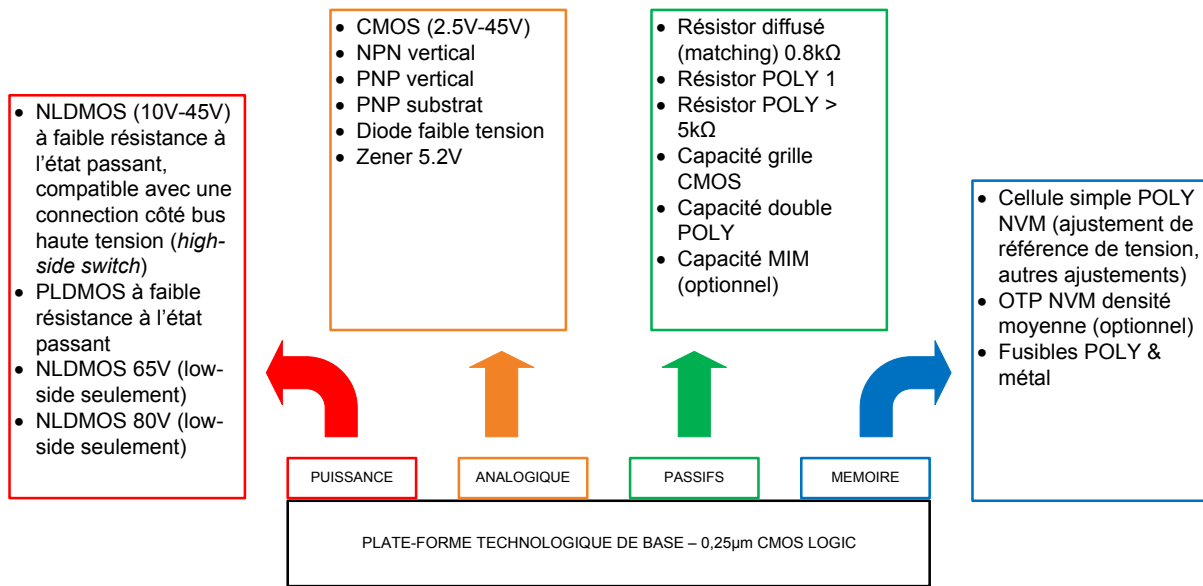 • NLDMOS (10V-45V)
à faible résistance à
l'état passant,
compatible avec une
connection côté bus
haute tension (high-
side switch)
• PLDMOS à faible
résistance à l'état
passant
• NLDMOS 65V (low-
side seulement)
• NLDMOS 80V (low-
side seulement)
• CMOS (2.5V-45V)
• NPN vertical
• PNP vertical
• PNP substrat
• Diode faible tension
• Zener 5.2V
• Résistor diffusé
(matching) 0.8kΩ
• Résistor POLY 1
• Résistor POLY >
5kΩ
• Capacité grille
CMOS
• Capacité double
POLY
• Capacité MIM
(optionnel)
• Cellule simple POLY
NVM (ajustement de
référence de tension,
autres ajustements)
• OTP NVM densité
moyenne (optionnel)
• Fusibles POLY &
métal
PUISSANCE
ANALOGIQUE
PASSIFS
MEMOIRE
PLATE-FORME TECHNOLOGIQUE DE BASE – 0,25µm CMOS LOGIC